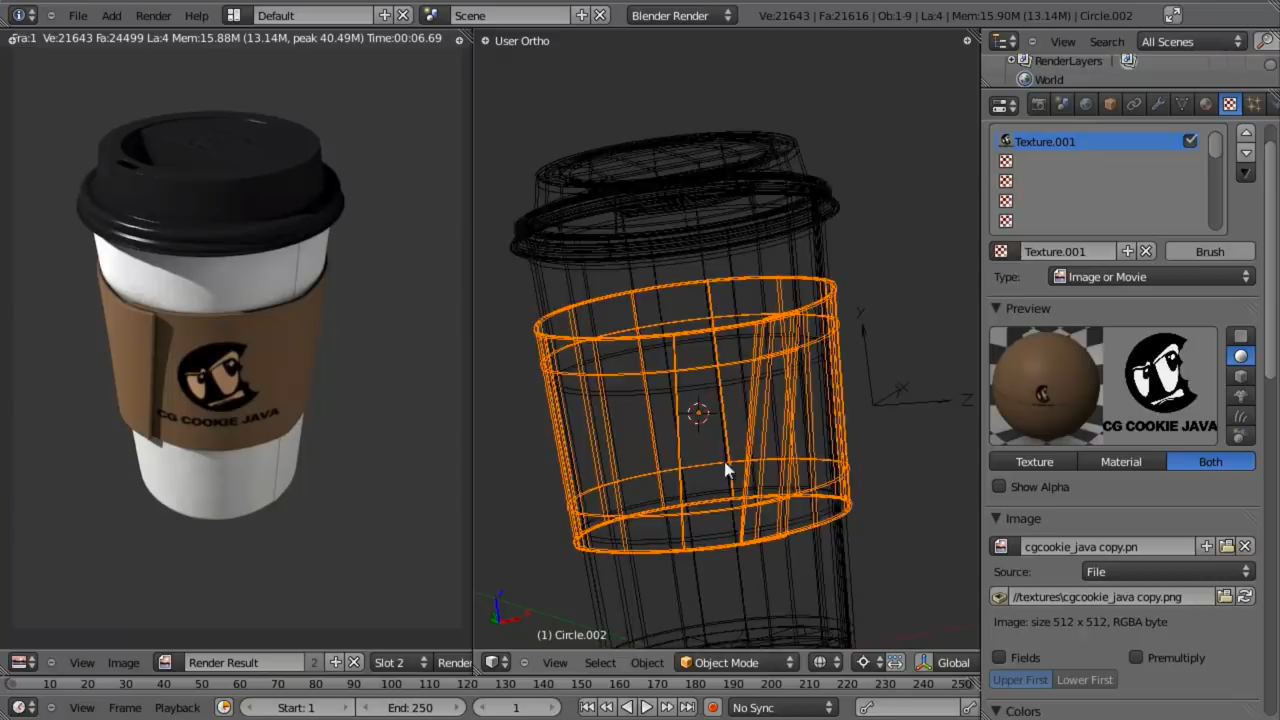 File Add Render Help Default Scene Blender Render Ve:21643 | Fa:21616 | Ob:1-9 | La:4 | Mem:15.90M (13.14M) | Circle.002
Fra:1 Ve:21643 Fa:24499 La:4 Mem:15.88M (13.14M, peak 40.49M) Time:00:06.69
User Ortho
View Search All Scenes
RenderLayers
World
Texture.001
Texture.001 Brush
Type: Image or Movie
Preview
CG COOKIE JAVA
CG COOKIE JAVA
Texture Material Both
Show Alpha
Image
cgcookie_java copy.pn
Source: File
//textures\cgcookie_java copy.png
Image: size 512 x 512, RGBA byte
Fields Premultiply
Upper First Lower First
Colors
Y
X
Z
(1) Circle.002
View Image Render Result 2 Slot 2 Render
View Select Object Object Mode Global
10 20 30 40 50 60 70 80 90 100 110 120 130 140 150 160 170 180 190 200 210 220 230 240 250
View Frame Playback Start: 1 End: 250 1 No Sync